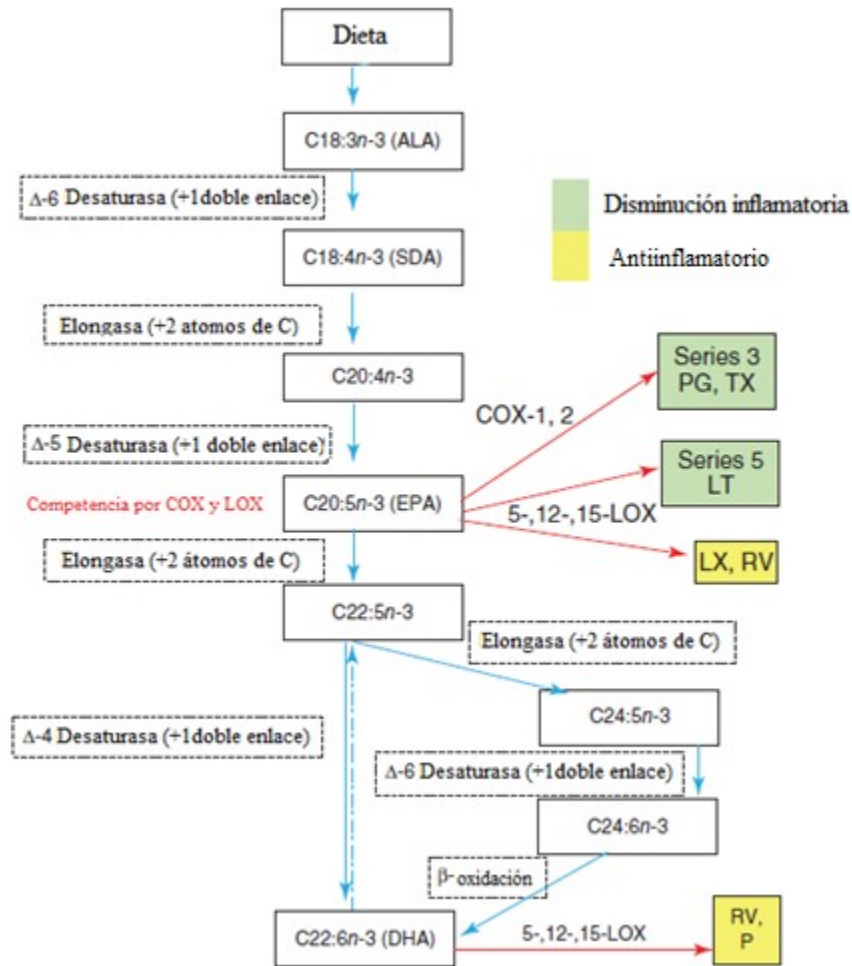 Dieta
C18:3n-3 (ALA)
Δ-6 Desaturasa (+1doble enlace)
Disminución inflamatoria
C18:4n-3 (SDA)
Antiinflamatorio
Elongasa (+2 atomos de C)
C20:4n-3
Series 3
PG, TX
COX-1, 2
Δ-5 Desaturasa (+1 doble enlace)
Series 5
LT
Competencia por COX y LOX
C20:5n-3 (EPA)
5-,12-,15-LOX
Elongasa (+2 átomos de C)
LX, RV
C22:5n-3
Elongasa (+2 átomos de C)
C24:5n-3
Δ-4 Desaturasa (+1doble enlace)
Δ-6 Desaturasa (+1doble enlace)
C24:6n-3
β-oxidación
C22:6n-3 (DHA)
5-,12-,15-LOX
RV,
P